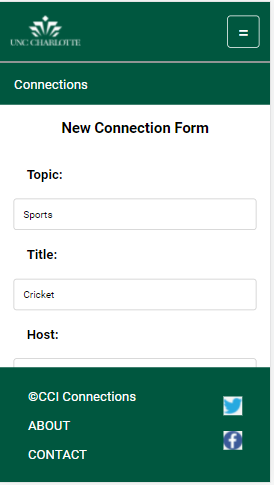 UNC CHARLOTTE
Connections
New Connection Form
Topic:
Sports
Title:
Cricket
Host:
©CCI Connections
ABOUT
CONTACT